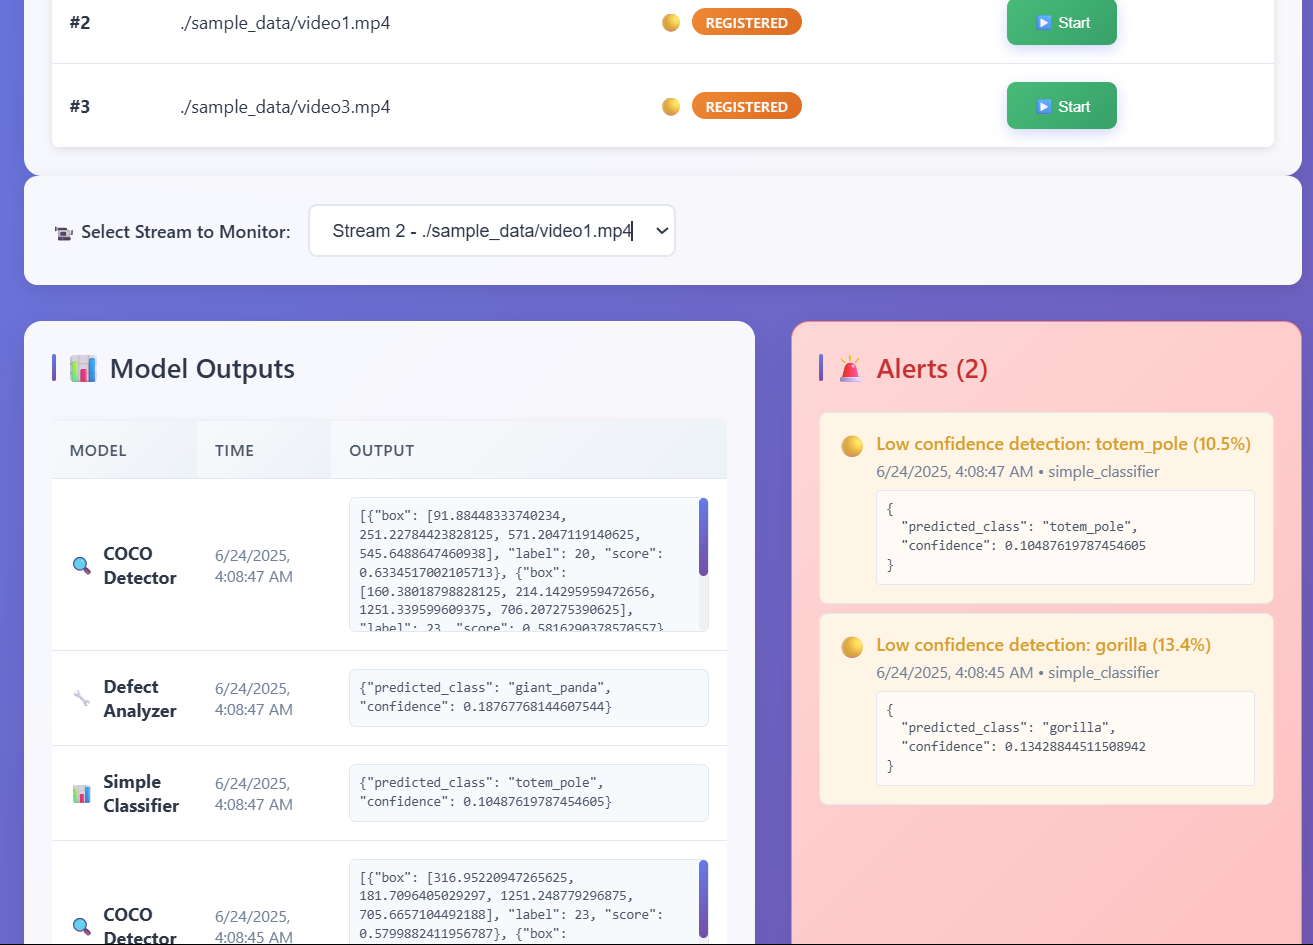 #2 ./sample_data/video1.mp4 REGISTERED Start
#3 ./sample_data/video3.mp4 REGISTERED Start
Select Stream to Monitor: Stream 2 - ./sample_data/video1.mp4
Model Outputs
MODEL TIME OUTPUT
COCO
Detector
6/24/2025,
4:08:47 AM
[{"box": [91.88448333740234,
251.22784423828125, 571.2047119140625,
545.6488647460938], "label": 20, "score":
0.6334517002105713}, {"box":
[160.38018798828125, 214.14295959472656,
1251.339599609375, 706.207275390625],
"label": 23, "score": 0.5816290378570557}
Defect
Analyzer
6/24/2025,
4:08:47 AM
{"predicted_class": "giant_panda",
"confidence": 0.18767768144607544}
Simple
Classifier
6/24/2025,
4:08:47 AM
{"predicted_class": "totem_pole",
"confidence": 0.10487619787454605}
COCO
Detector
6/24/2025,
4:08:45 AM
[{"box": [316.95220947265625,
181.7096405029297, 1251.248779296875,
705.6657104492188], "label": 23, "score":
0.5799882411956787}, {"box":
Alerts (2)
Low confidence detection: totem_pole (10.5%)
6/24/2025, 4:08:47 AM • simple_classifier
{
"predicted_class": "totem_pole",
"confidence": 0.10487619787454605
}
Low confidence detection: gorilla (13.4%)
6/24/2025, 4:08:45 AM • simple_classifier
{
"predicted_class": "gorilla",
"confidence": 0.13428844511508942
}